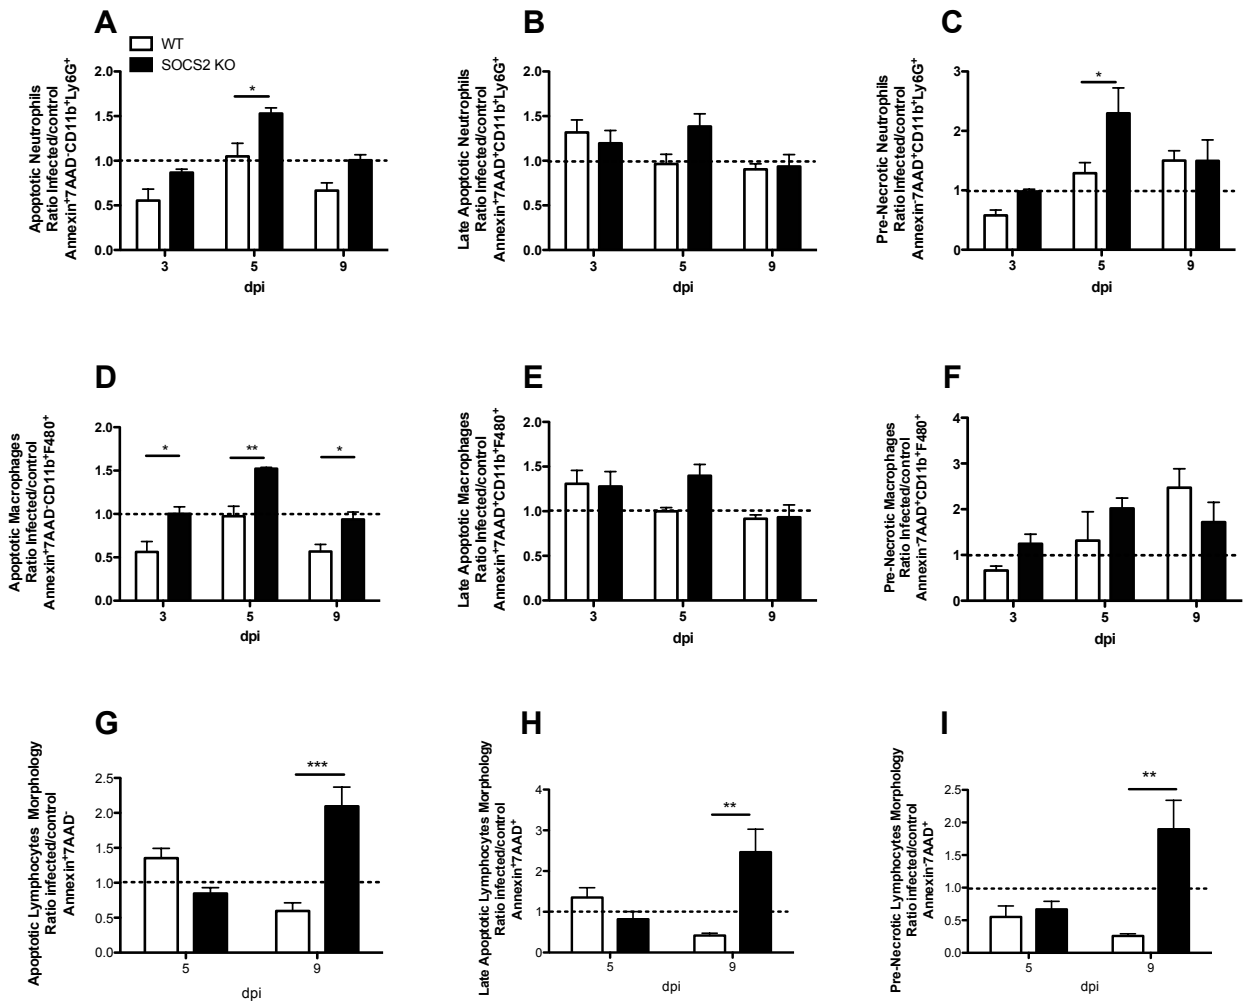 A
WT
SOCS2 KO
Apoptotic Neutrophils
Ratio Infected/control
Annexin⁺7AAD⁻CD11b⁺Ly6G⁺
2.0
1.5
1.0
0.5
0.0
*
3 5 9
dpi
B
Late Apoptotic Neutrophils
Ratio Infected/control
Annexin⁺7AAD⁺CD11b⁺Ly6G⁺
2.0
1.5
1.0
0.5
0.0
3 5 9
dpi
C
Pre-Necrotic Neutrophils
Ratio Infected/control
Annexin⁻7AAD⁺CD11b⁺Ly6G⁺
3
2
1
0
*
3 5 9
dpi
D
Apoptotic Macrophages
Ratio Infected/control
Annexin⁺7AAD⁻CD11b⁺F480⁺
2.0
1.5
1.0
0.5
0.0
* ** *
3 5 9
dpi
E
Late Apoptotic Macrophages
Ratio Infected/control
Annexin⁺7AAD⁺CD11b⁺F480⁺
2.0
1.5
1.0
0.5
0.0
3 5 9
dpi
F
Pre-Necrotic Macrophages
Ratio Infected/control
Annexin⁻7AAD⁺CD11b⁺F480⁺
4
3
2
1
0
3 5 9
dpi
G
Apoptotic Lymphocytes Morphology
Ratio infected/control
Annexin⁺7AAD⁻
2.5
2.0
1.5
1.0
0.5
0.0
***
5 9
dpi
H
Late Apoptotic Lymphocytes Morphology
Ratio infected/control
Annexin⁺7AAD⁺
4
3
2
1
0
**
5 9
dpi
I
Pre-Necrotic Lymphocytes Morphology
Ratio infected/control
Annexin⁻7AAD⁺
2.5
2.0
1.5
1.0
0.5
0.0
**
5 9
dpi